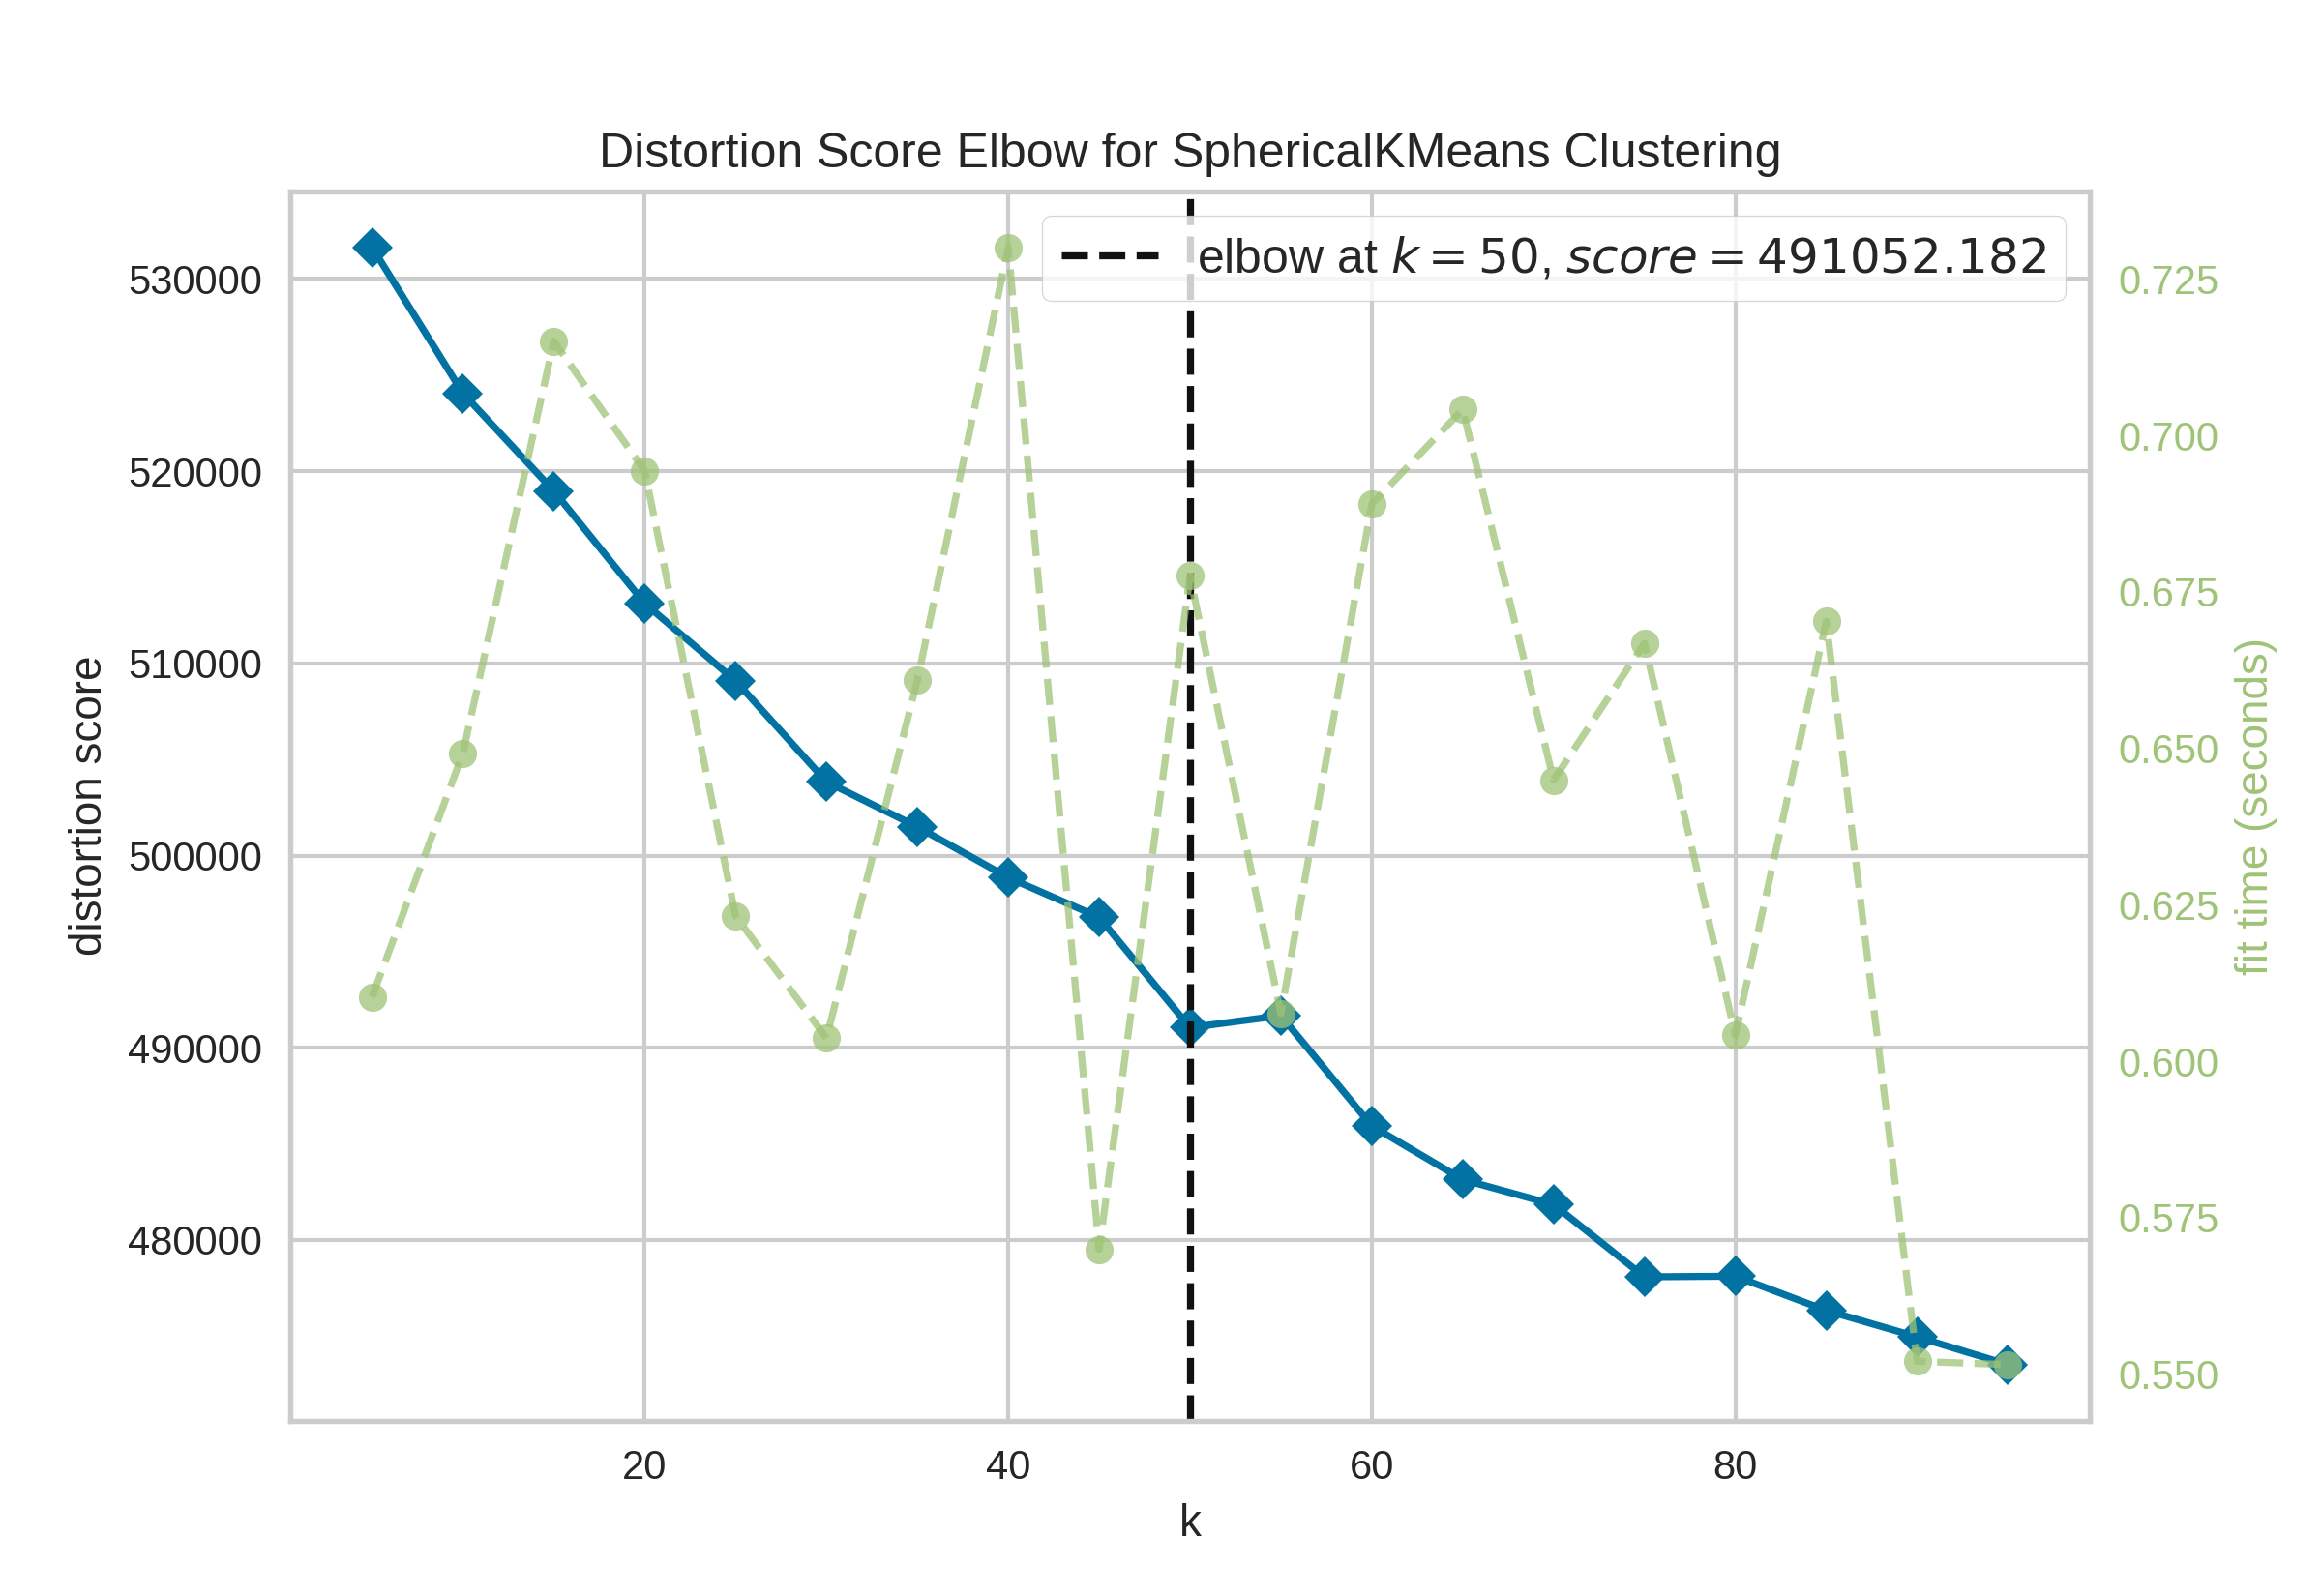 Distortion Score Elbow for SphericalKMeans Clustering
elbow at k = 50, score = 491052.182
distortion score
530000
520000
510000
500000
490000
480000
0.725
0.700
0.675
0.650
0.625
0.600
0.575
0.550
fit time (seconds)
20 40 60 80
k